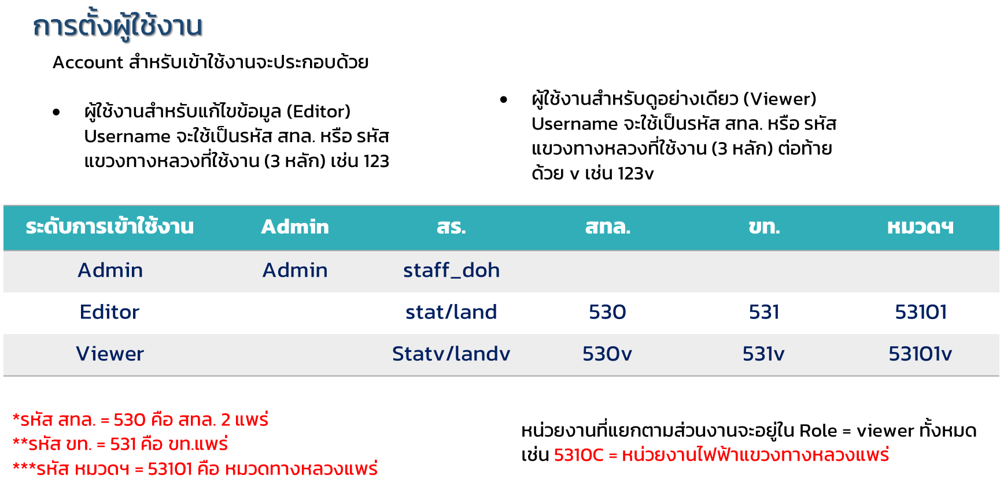 การตั้งผู้ใช้งาน
Account สำหรับเข้าใช้งานจะประกอบด้วย
• ผู้ใช้งานสำหรับแก้ไขข้อมูล (Editor)
Username จะใช้เป็นรหัส สทล. หรือ รหัส
แขวงทางหลวงที่ใช้งาน (3 หลัก) เช่น 123
• ผู้ใช้งานสำหรับดูอย่างเดียว (Viewer)
Username จะใช้เป็นรหัส สทล. หรือ รหัส
แขวงทางหลวงที่ใช้งาน (3 หลัก) ต่อท้าย
ด้วย v เช่น 123v
ระดับการเข้าใช้งาน Admin สร. สทล. ขท. หมวดฯ
Admin Admin staff_doh
Editor stat/land 530 531 53101
Viewer Statv/landv 530v 531v 53101v
*รหัส สทล. = 530 คือ สทล. 2 แพร่
**รหัส ขท. = 531 คือ ขท.แพร่
***รหัส หมวดฯ = 53101 คือ หมวดทางหลวงแพร่
หน่วยงานที่แยกตามส่วนงานจะอยู่ใน Role = viewer ทั้งหมด
เช่น 5310C = หน่วยงานไฟฟ้าแขวงทางหลวงแพร่